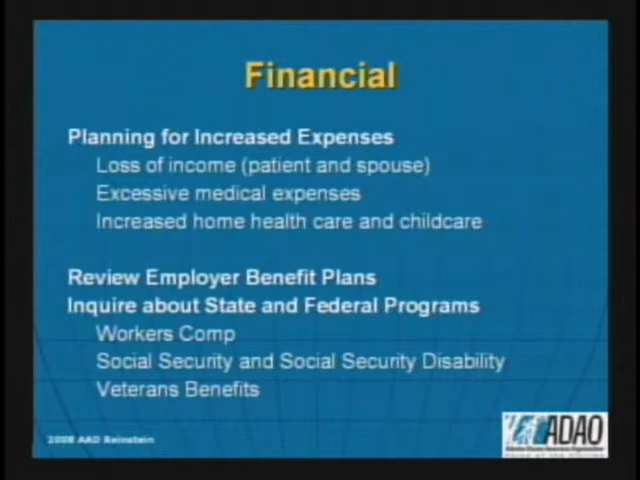 Financial
Planning for Increased Expenses
Loss of income (patient and spouse)
Excessive medical expenses
Increased home health care and childcare
Review Employer Benefit Plans
Inquire about State and Federal Programs
Workers Comp
Social Security and Social Security Disability
Veterans Benefits
2008 AAD Reinstein
ADAO